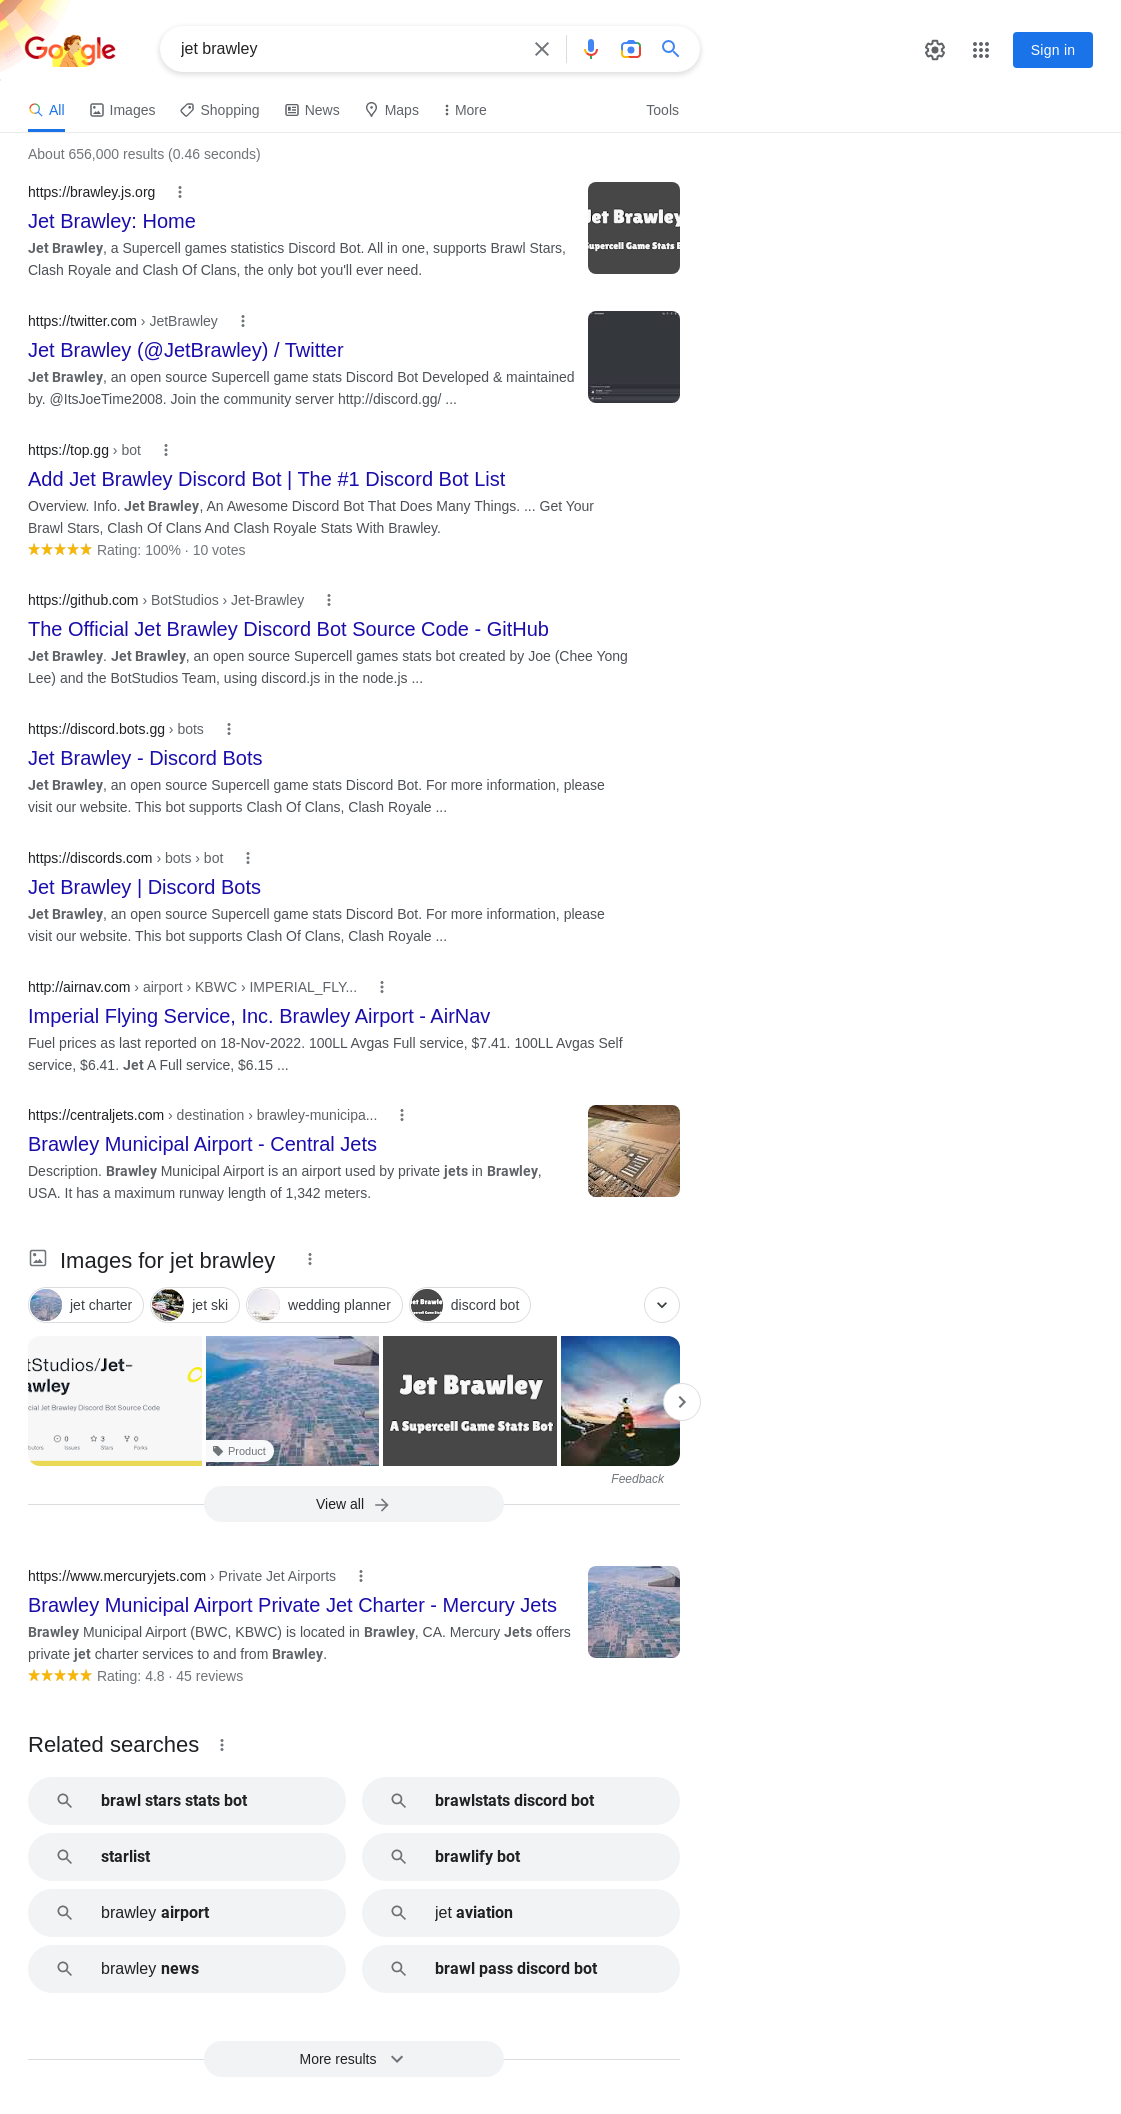 Google
jet brawley
Sign in
All
Images
Shopping
News
Maps
More
Tools
About 656,000 results (0.46 seconds)
https://brawley.js.org
Jet Brawley: Home
Jet Brawley, a Supercell games statistics Discord Bot. All in one, supports Brawl Stars,
Clash Royale and Clash Of Clans, the only bot you'll ever need.
Jet Brawley
Supercell Game Stats B
https://twitter.com › JetBrawley
Jet Brawley (@JetBrawley) / Twitter
Jet Brawley, an open source Supercell game stats Discord Bot Developed & maintained
by. @ItsJoeTime2008. Join the community server http://discord.gg/ ...
https://top.gg › bot
Add Jet Brawley Discord Bot | The #1 Discord Bot List
Overview. Info. Jet Brawley, An Awesome Discord Bot That Does Many Things. ... Get Your
Brawl Stars, Clash Of Clans And Clash Royale Stats With Brawley.
Rating: 100% · 10 votes
https://github.com › BotStudios › Jet-Brawley
The Official Jet Brawley Discord Bot Source Code - GitHub
Jet Brawley. Jet Brawley, an open source Supercell games stats bot created by Joe (Chee Yong
Lee) and the BotStudios Team, using discord.js in the node.js ...
https://discord.bots.gg › bots
Jet Brawley - Discord Bots
Jet Brawley, an open source Supercell game stats Discord Bot. For more information, please
visit our website. This bot supports Clash Of Clans, Clash Royale ...
https://discords.com › bots › bot
Jet Brawley | Discord Bots
Jet Brawley, an open source Supercell game stats Discord Bot. For more information, please
visit our website. This bot supports Clash Of Clans, Clash Royale ...
http://airnav.com › airport › KBWC › IMPERIAL_FLY...
Imperial Flying Service, Inc. Brawley Airport - AirNav
Fuel prices as last reported on 18-Nov-2022. 100LL Avgas Full service, $7.41. 100LL Avgas Self
service, $6.41. Jet A Full service, $6.15 ...
https://centraljets.com › destination › brawley-municipa...
Brawley Municipal Airport - Central Jets
Description. Brawley Municipal Airport is an airport used by private jets in Brawley,
USA. It has a maximum runway length of 1,342 meters.
Images for jet brawley
jet charter
jet ski
wedding planner
discord bot
tStudios/Jet-
awley
cial Jet Brawley Discord Bot Source Code
0
3
0
Issues
Stars
Forks
Product
Jet Brawley
A Supercell Game Stats Bot
Feedback
View all
https://www.mercuryjets.com › Private Jet Airports
Brawley Municipal Airport Private Jet Charter - Mercury Jets
Brawley Municipal Airport (BWC, KBWC) is located in Brawley, CA. Mercury Jets offers
private jet charter services to and from Brawley.
Rating: 4.8 · 45 reviews
Related searches
brawl stars stats bot
brawlstats discord bot
starlist
brawlify bot
brawley airport
jet aviation
brawley news
brawl pass discord bot
More results